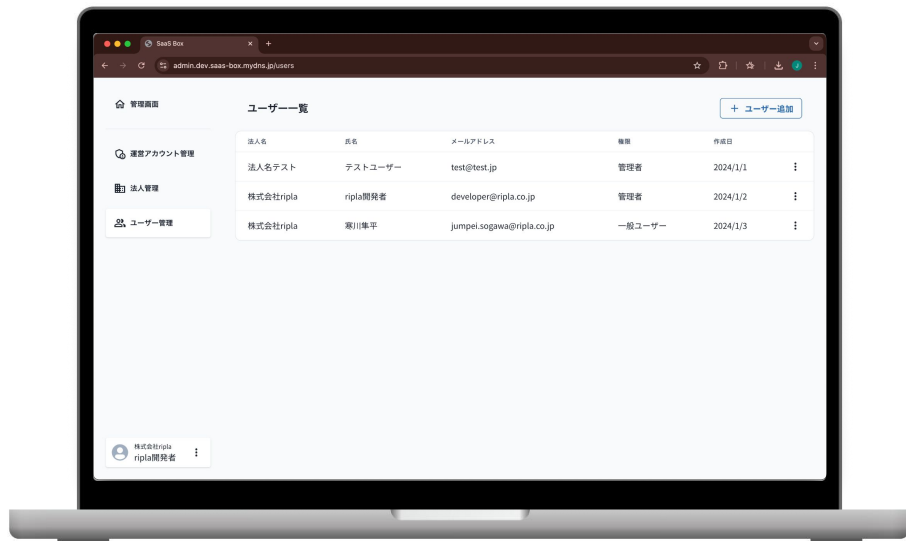 SaaS Box
admin.dev.saas-box.mydns.jp/users
管理画面
運営アカウント管理
法人管理
ユーザー管理
ユーザー一覧
+ ユーザー追加
法人名 氏名 メールアドレス 権限 作成日
法人名テスト テストユーザー test@test.jp 管理者 2024/1/1
株式会社ripla ripla開発者 developer@ripla.co.jp 管理者 2024/1/2
株式会社ripla 寒川隼平 jumpei.sogawa@ripla.co.jp 一般ユーザー 2024/1/3
株式会社ripla
ripla開発者